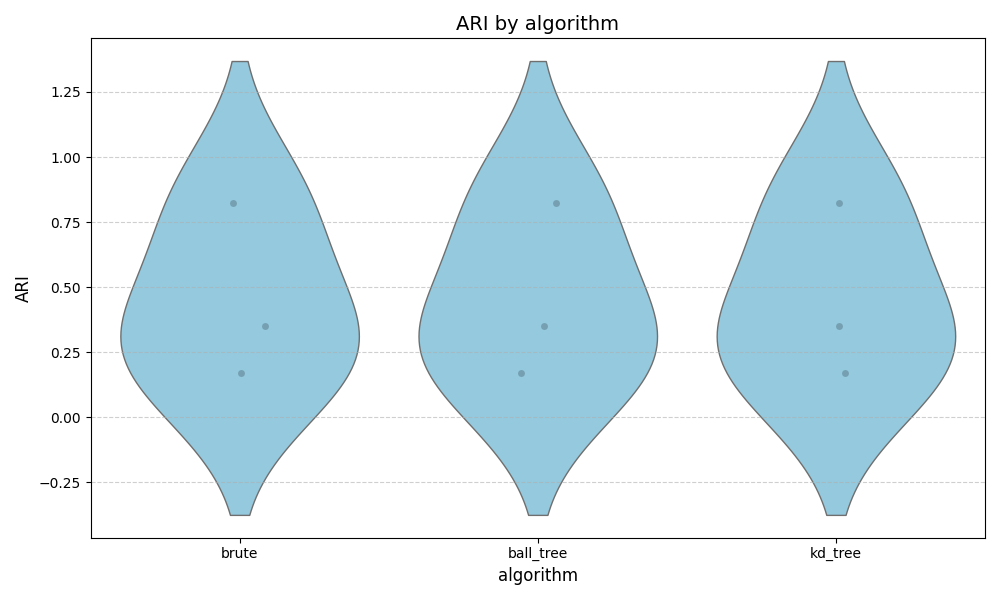 ARI by algorithm
ARI
1.25
1.00
0.75
0.50
0.25
0.00
−0.25
brute
ball_tree
kd_tree
algorithm